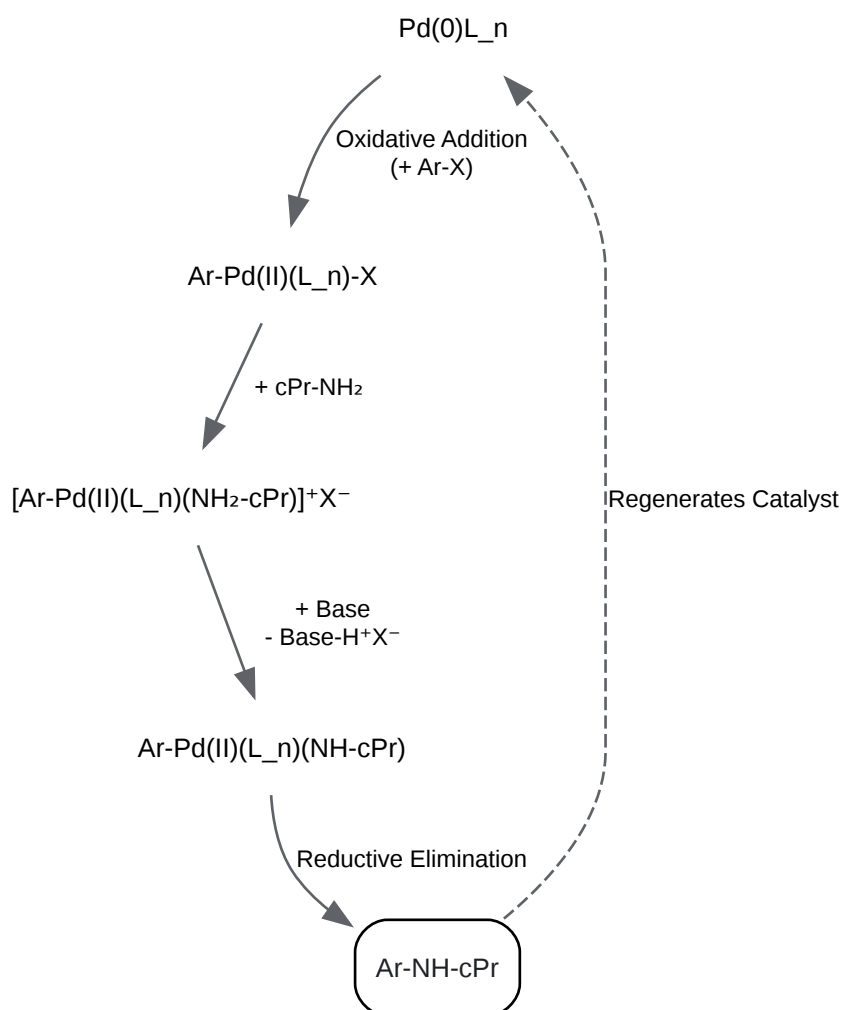 Pd(0)L_n
Oxidative Addition
(+ Ar-X)
Ar-Pd(II)(L_n)-X
+ cPr-NH₂
[Ar-Pd(II)(L_n)(NH₂-cPr)]⁺X⁻
Regenerates Catalyst
+ Base
- Base-H⁺X⁻
Ar-Pd(II)(L_n)(NH-cPr)
Reductive Elimination
Ar-NH-cPr